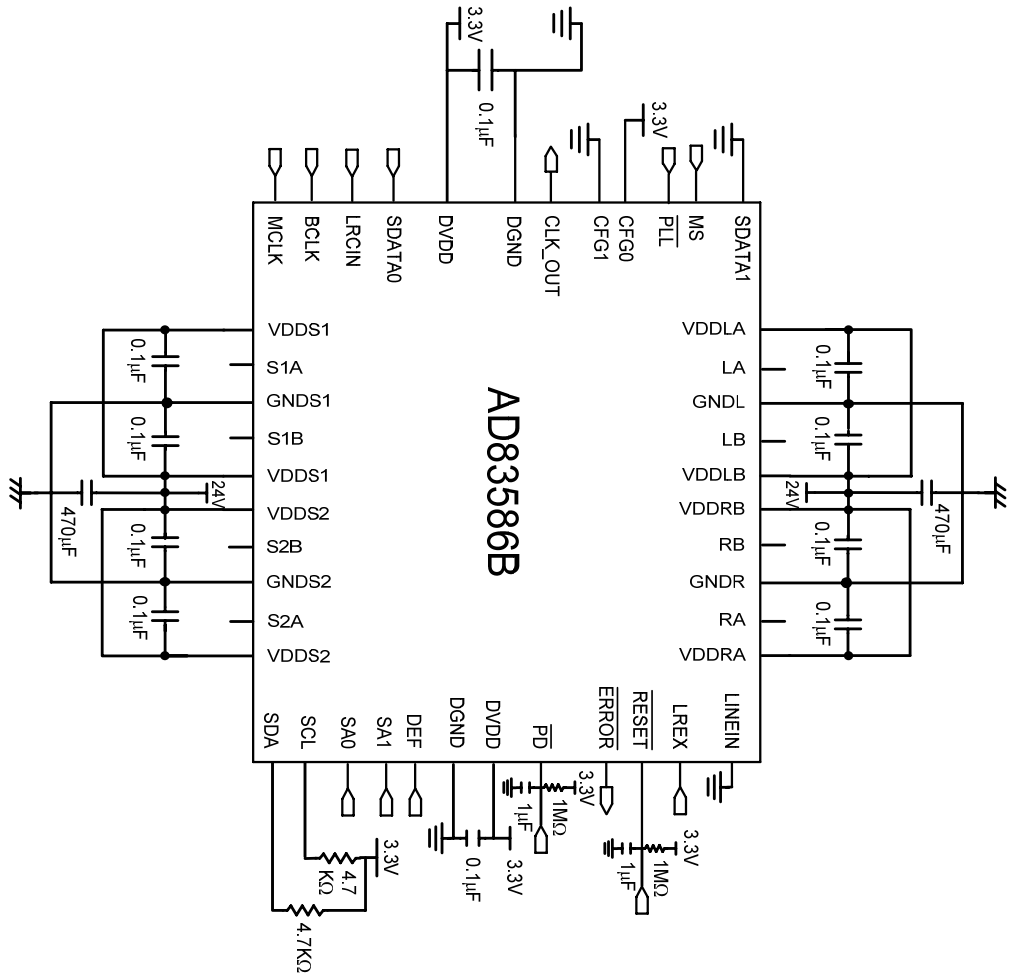 3.3V
0.1μF
3.3V
MCLK
BCLK
LRCIN
SDATA0
DVDD
DGND
CLK_OUT
CFG1
CFG0
PLL
MS
SDATA1
VDDS1
S1A
GNDS1
S1B
VDDS1
VDDS2
S2B
GNDS2
S2A
VDDS2
0.1μF
0.1μF
24V
470μF
0.1μF
0.1μF
AD83586B
VDDLA
LA
GNDL
LB
VDDLB
VDDRB
RB
GNDR
RA
VDDRA
0.1μF
0.1μF
24V
470μF
0.1μF
0.1μF
SDA
SCL
SA0
SA1
DEF
DGND
DVDD
PD
ERROR
RESET
LREX
LINEIN
3.3V
1MΩ
1μF
3.3V
1MΩ
1μF
3.3V
0.1μF
3.3V
4.7
KΩ
4.7KΩ